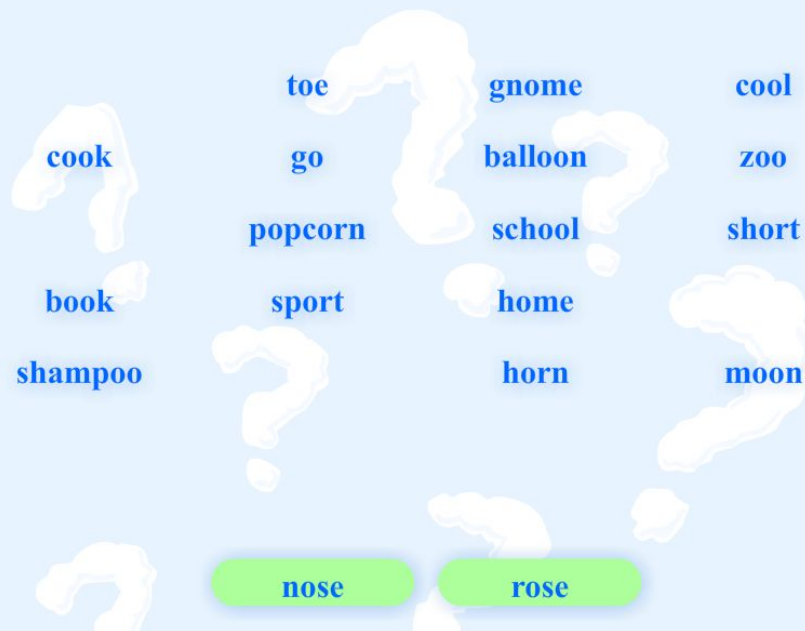 toe gnome cool
cook go balloon zoo
popcorn school short
book sport home
shampoo horn moon
nose rose